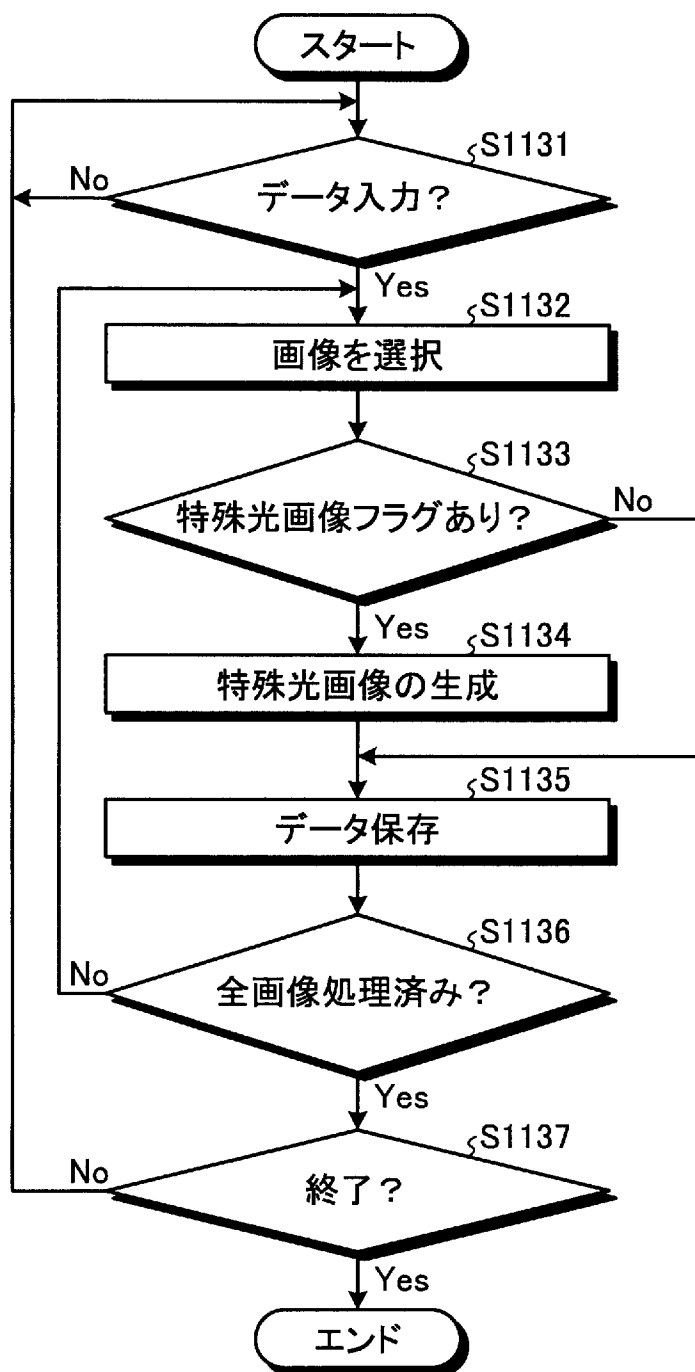 スタート
S1131
No
データ入力?
Yes
S1132
画像を選択
S1133
特殊光画像フラグあり?
No
Yes
S1134
特殊光画像の生成
S1135
データ保存
S1136
No
全画像処理済み?
Yes
S1137
No
終了?
Yes
エンド